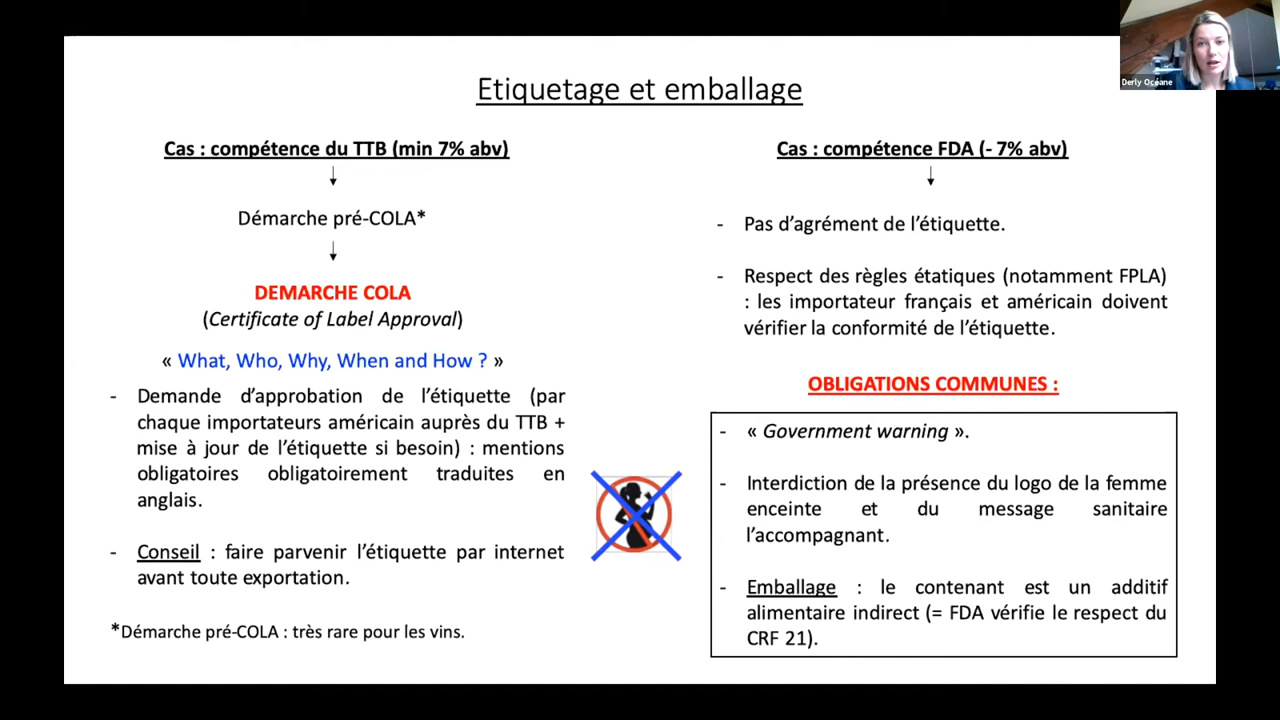 Etiquetage et emballage
Derly Océane
Cas : compétence du TTB (min 7% abv)
Démarche pré-COLA*
DEMARCHE COLA
(Certificate of Label Approval)
« What, Who, Why, When and How ? »
- Demande d’approbation de l’étiquette (par
chaque importateurs américain auprès du TTB +
mise à jour de l’étiquette si besoin) : mentions
obligatoires obligatoirement traduites en
anglais.
- Conseil : faire parvenir l’étiquette par internet
avant toute exportation.
*Démarche pré-COLA : très rare pour les vins.
Cas : compétence FDA (- 7% abv)
- Pas d’agrément de l’étiquette.
- Respect des règles étatiques (notamment FPLA)
: les importateur français et américain doivent
vérifier la conformité de l’étiquette.
OBLIGATIONS COMMUNES :
- « Government warning ».
- Interdiction de la présence du logo de la femme
enceinte et du message sanitaire
l’accompagnant.
- Emballage : le contenant est un additif
alimentaire indirect (= FDA vérifie le respect du
CRF 21).